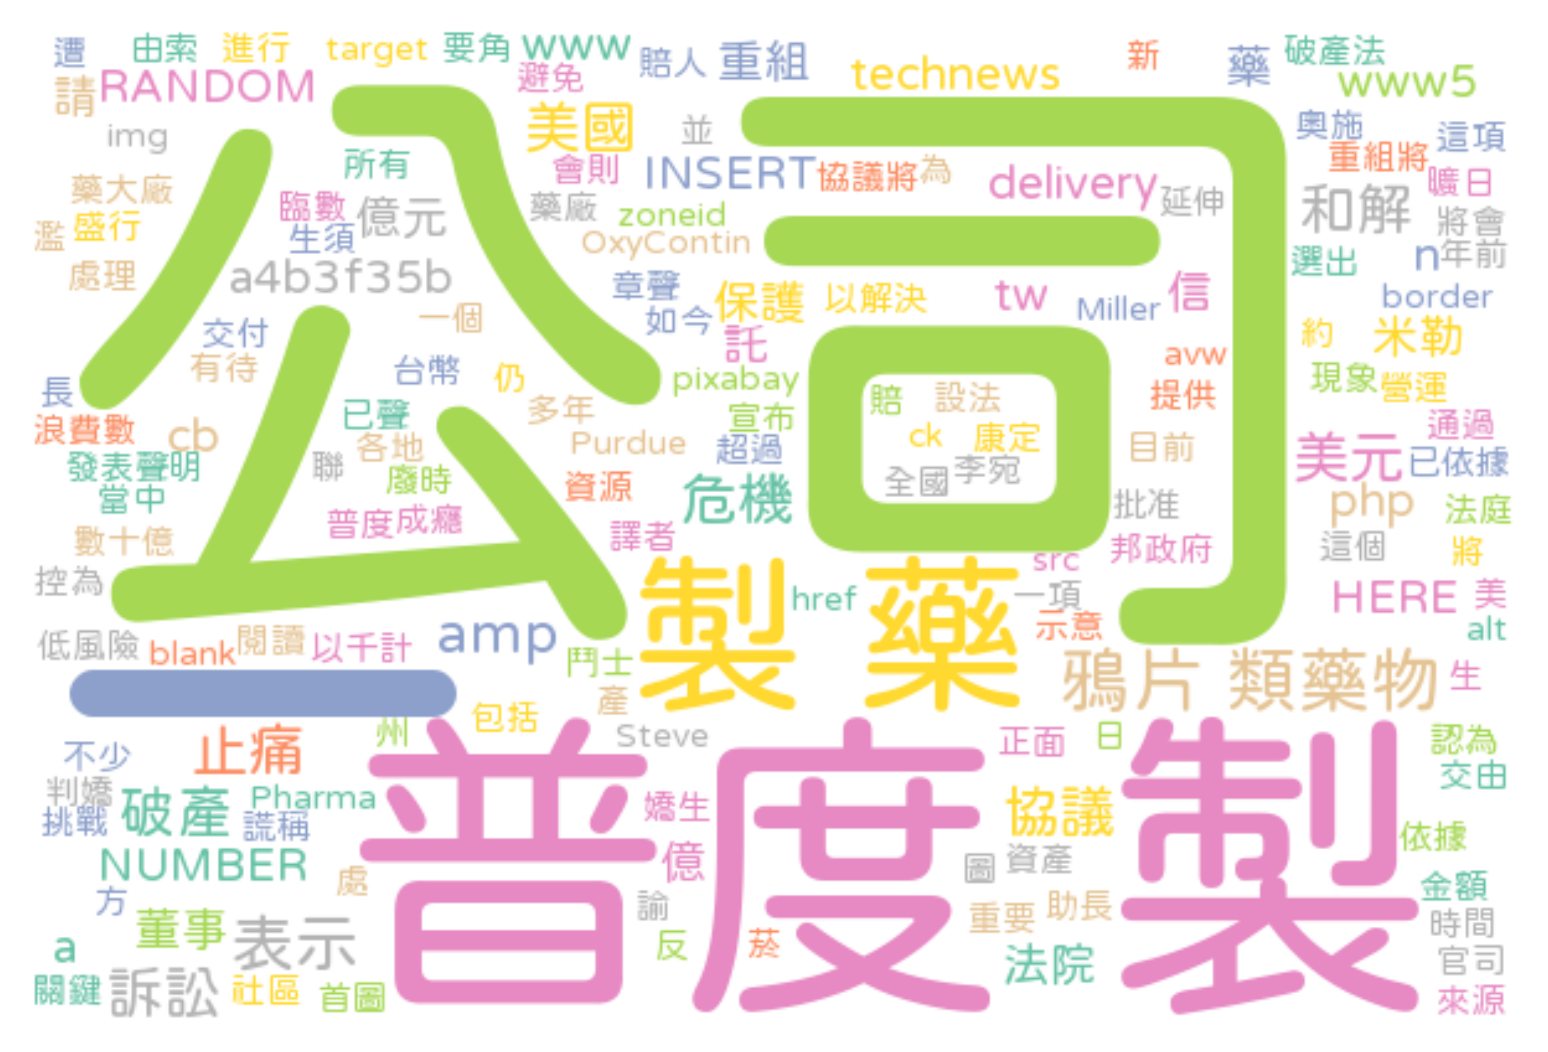 遭 由索 進行 target 要角 www 賠人 重組 technews 新 藥 破產法
請 RANDOM 避免 www5
img 美國 並 奧施 這項
所有 會則 INSERT 協議將 為 delivery 延伸 重組將 曠日
藥大廠 臨數 億元 藥廠 zoneid 和解 將會
濫 盛行 生須 OxyContin 選出 n 年前
處理 a4b3f35b 章聲 保護 以解決 tw Miller 信 border
公司
交付 一個 如今 託 約 米勒
有待 台幣 仍 pixabay avw 現象 營運
長 已聲 多年 宣布 賠 設法 提供
浪費數 cb 各地 Purdue 超過 ck 康定 目前 美元 通過 已依據
發表聲明 聯 廢時 資源 危機 全國 李宛 批准 php 法庭
當中 普度 成癮 譯者 邦政府 這個 將
數十億 src
控為 製藥 href 一項 HERE 美
低風險 blank 閱讀 以千計 amp 鬥士 示意 alt
一 產 鴉片 類藥物 生
州 包括 Steve 正面 日 認為
不少 止痛 交由
判嬌 破產 Pharma 嬌生 協議
挑戰 謊稱 依據
普度 製
NUMBER 處 億 圖 資產 金額
方 諭 重要 助長 時間
a 董事 表示 反 菸 法院 官司
關鍵 訴訟 社區 首圖 來源